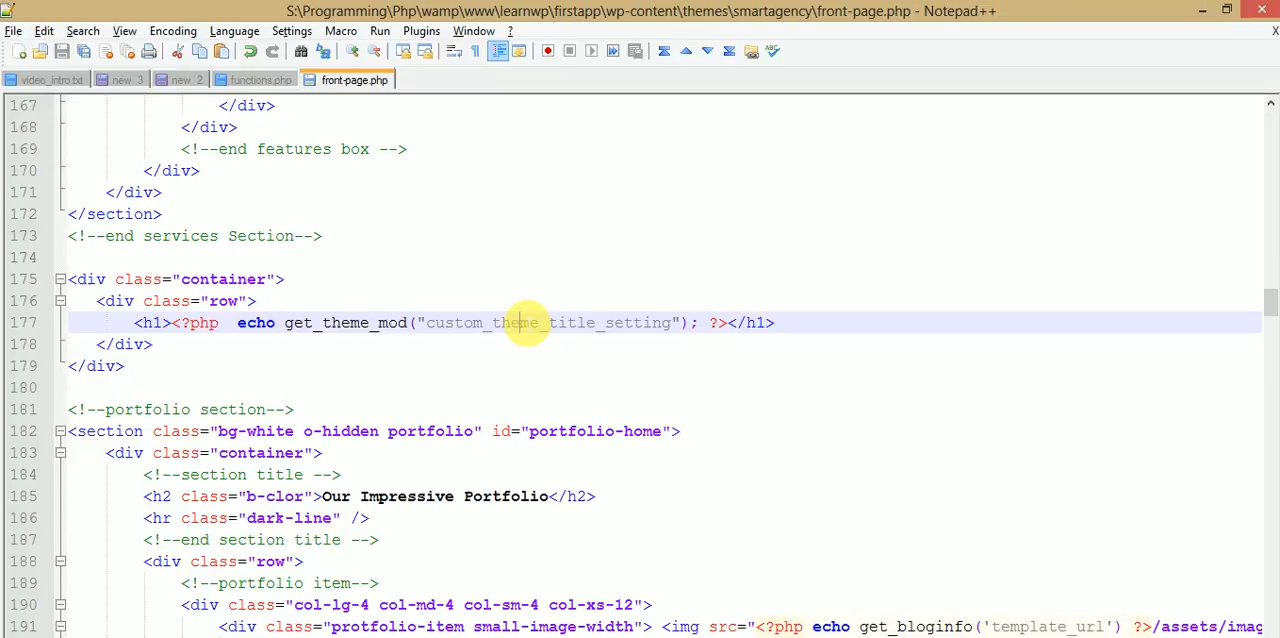 S:\Programming\Php\wamp\www\learnwp\firstapp\wp-content\themes\smartagency\front-page.php - Notepad++
File Edit Search View Encoding Language Settings Macro Run Plugins Window ? X
video_intro.txt new 3 new 2 functions.php front-page.php
167 </div>
168 </div>
169 <!--end features box -->
170 </div>
171 </div>
172 </section>
173 <!--end services Section-->
174
175 <div class="container">
176 <div class="row">
177 <h1><?php  echo get_theme_mod("custom_theme_title_setting"); ?></h1>
178 </div>
179 </div>
180
181 <!--portfolio section-->
182 <section class="bg-white o-hidden portfolio" id="portfolio-home">
183 <div class="container">
184 <!--section title -->
185 <h2 class="b-clor">Our Impressive Portfolio</h2>
186 <hr class="dark-line" />
187 <!--end section title -->
188 <div class="row">
189 <!--portfolio item-->
190 <div class="col-lg-4 col-md-4 col-sm-4 col-xs-12">
191 <div class="protfolio-item small-image-width"> <img src="<?php echo get_bloginfo('template_url') ?>/assets/imag